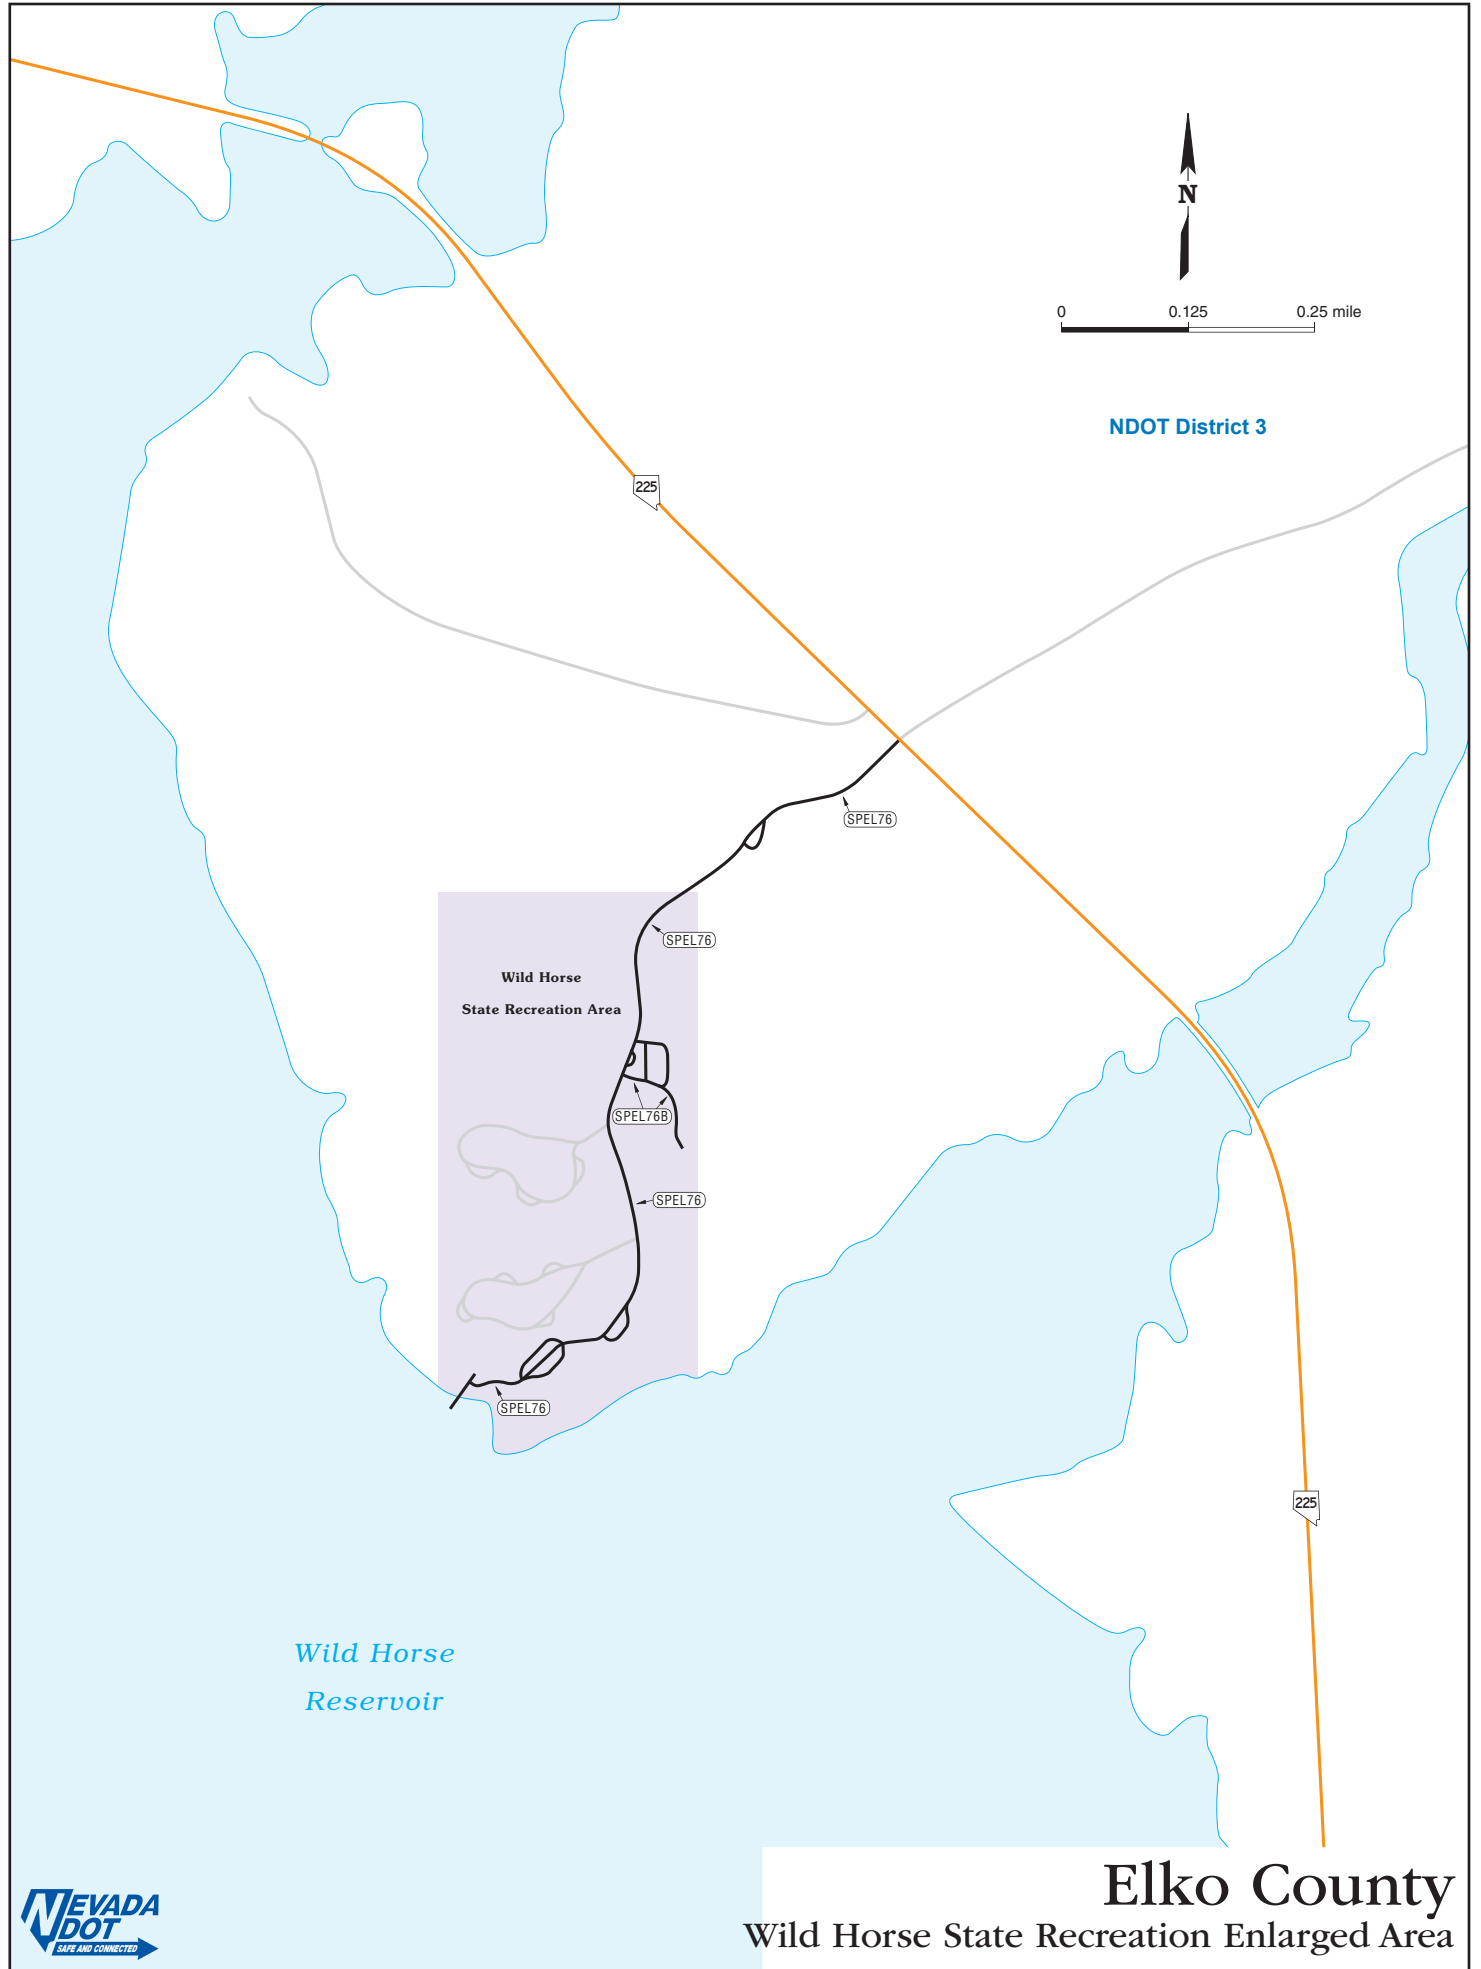 N
0 0.125 0.25 mile
NDOT District 3
225
SPEL76
SPEL76
Wild Horse
State Recreation Area
SPEL76B
SPEL76
SPEL76
225
Wild Horse
Reservoir
Elko County
Wild Horse State Recreation Enlarged Area
NEVADA
DOT
SAFE AND CONNECTED